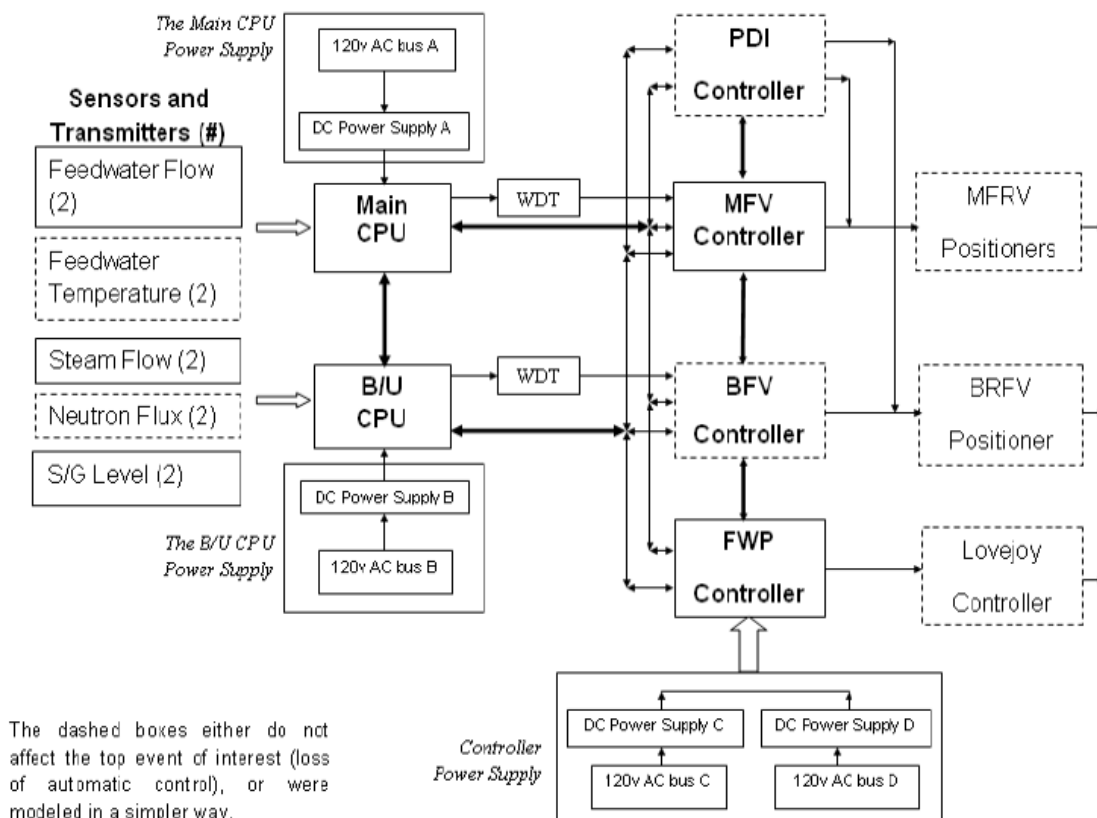 The Main CPU
Power Supply
120v AC bus A
DC Power Supply A
Sensors and
Transmitters (#)
Feedwater Flow
(2)
Feedwater
Temperature (2)
Steam Flow (2)
Neutron Flux (2)
S/G Level (2)
Main
CPU
WDT
B/U
CPU
WDT
DC Power Supply B
120v AC bus B
The B/U CPU
Power Supply
PDI
Controller
MFV
Controller
BFV
Controller
FWP
Controller
MFRV
Positioners
BRFV
Positioner
Lovejoy
Controller
DC Power Supply C
DC Power Supply D
120v AC bus C
120v AC bus D
Controller
Power Supply
The dashed boxes either do not
affect the top event of interest (loss
of automatic control), or were
modeled in a simpler way.